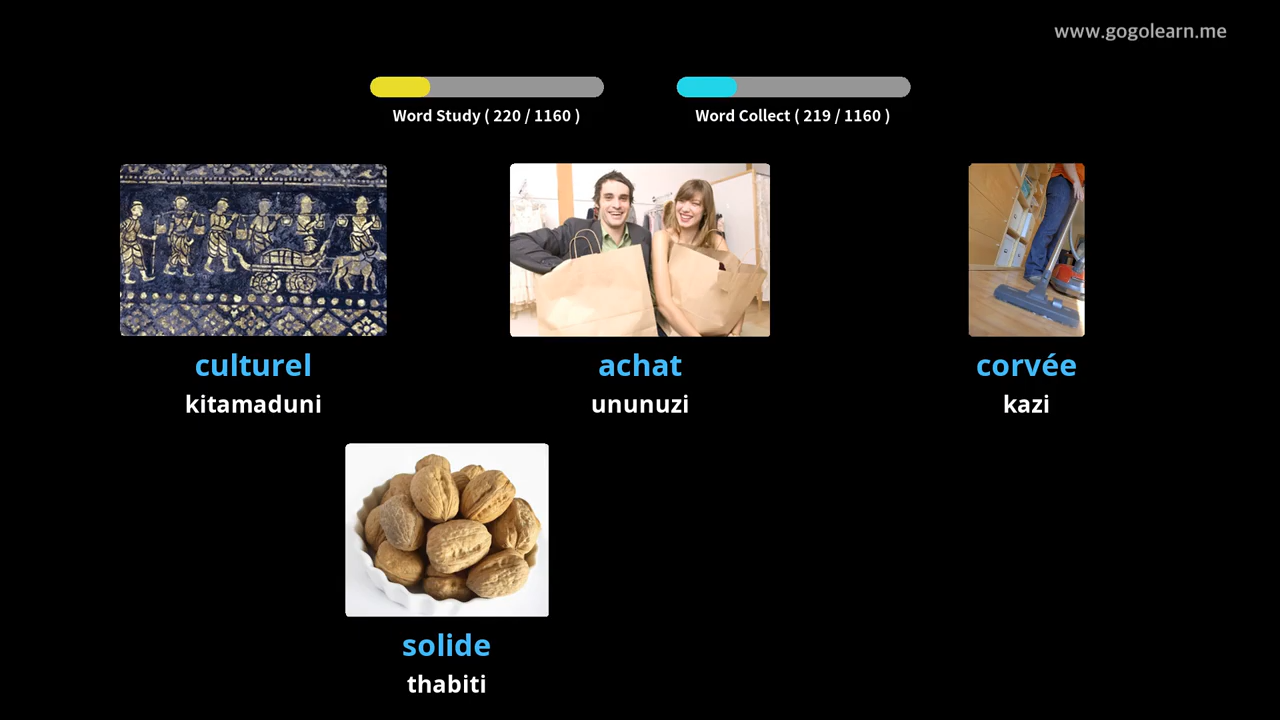 www.gogolearn.me
Word Study ( 220 / 1160 )
Word Collect ( 219 / 1160 )
culturel
kitamaduni
achat
ununuzi
corvée
kazi
solide
thabiti